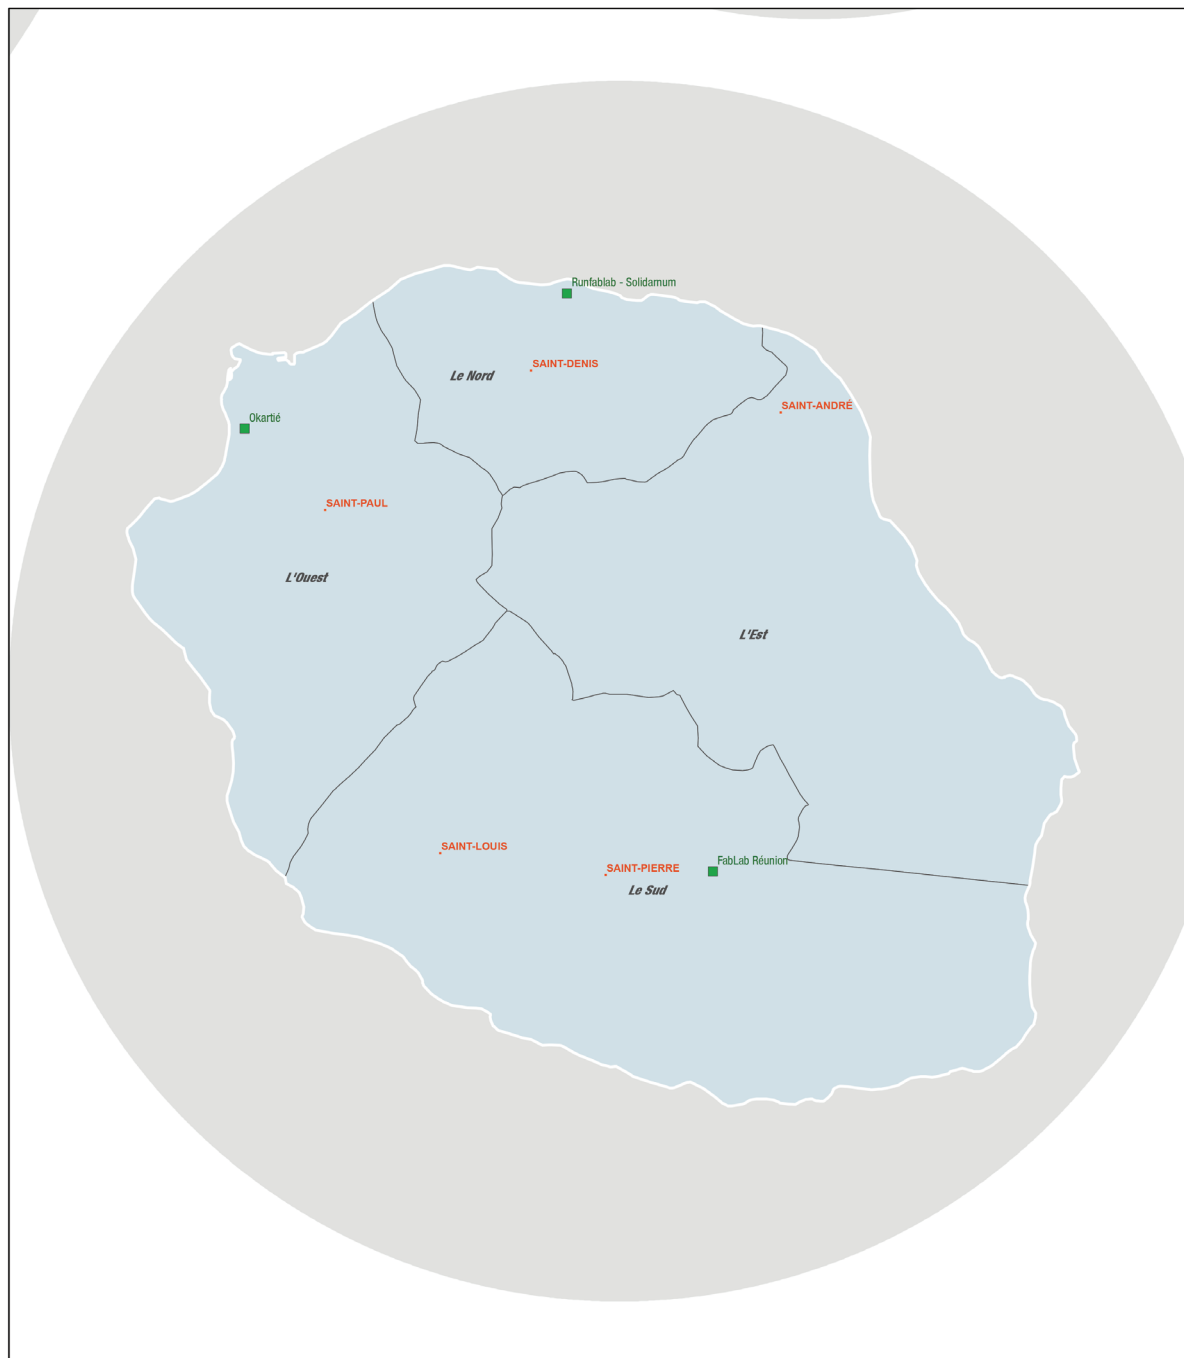 Runfablab - Solidarnum
SAINT-DENIS
Le Nord
SAINT-ANDRÉ
Okartié
SAINT-PAUL
L'Ouest
L'Est
SAINT-LOUIS
FabLab Réunion
SAINT-PIERRE
Le Sud